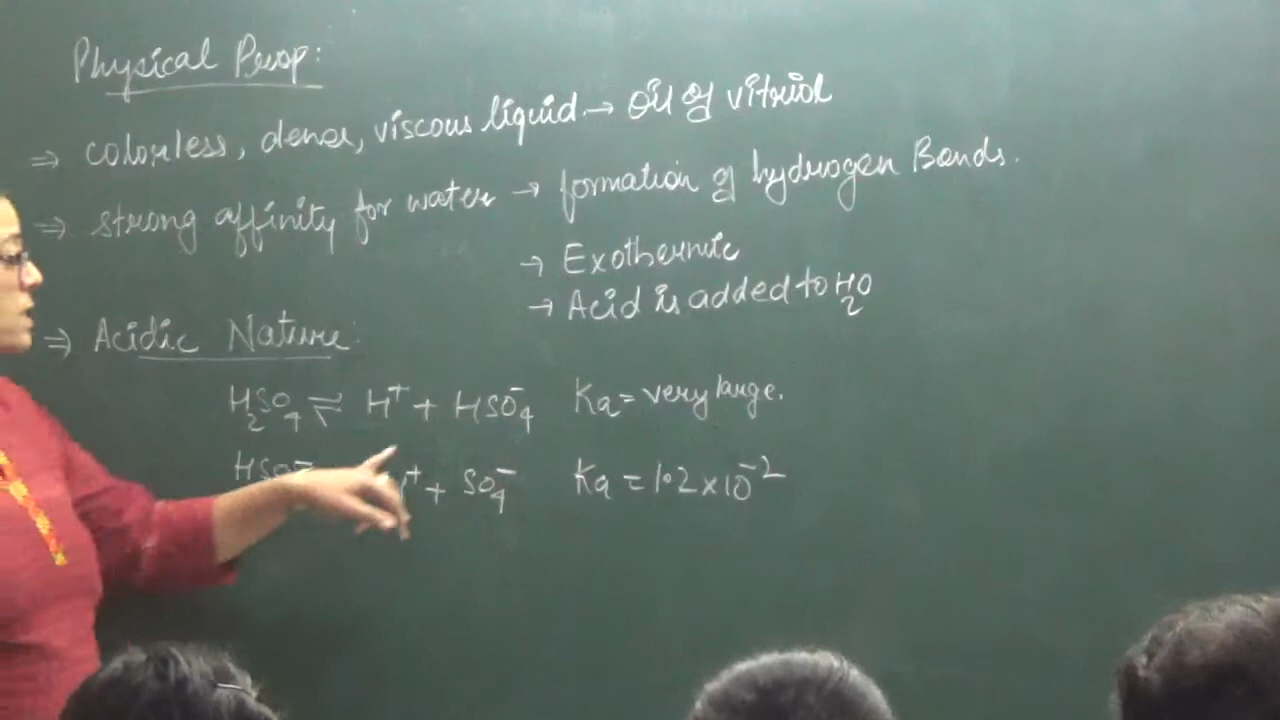 Physical Prop:
⇒ colorless, dense, viscous liquid. → Oil of vitriol
⇒ strong affinity for water → formation of hydrogen Bonds.
→ Exothermic
→ Acid is added to H₂O
⇒ Acidic Nature:
H₂SO₄ ⇌ H⁺ + HSO₄⁻ Ka = very large.
HSO₄⁻ H⁺ + SO₄⁻ Ka = 1.2 × 10⁻²